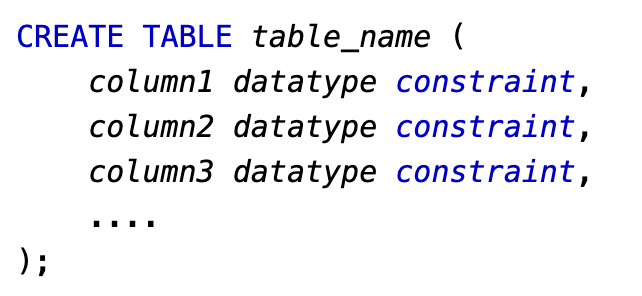 CREATE TABLE table_name (
    column1 datatype constraint,
    column2 datatype constraint,
    column3 datatype constraint,
    ....
);